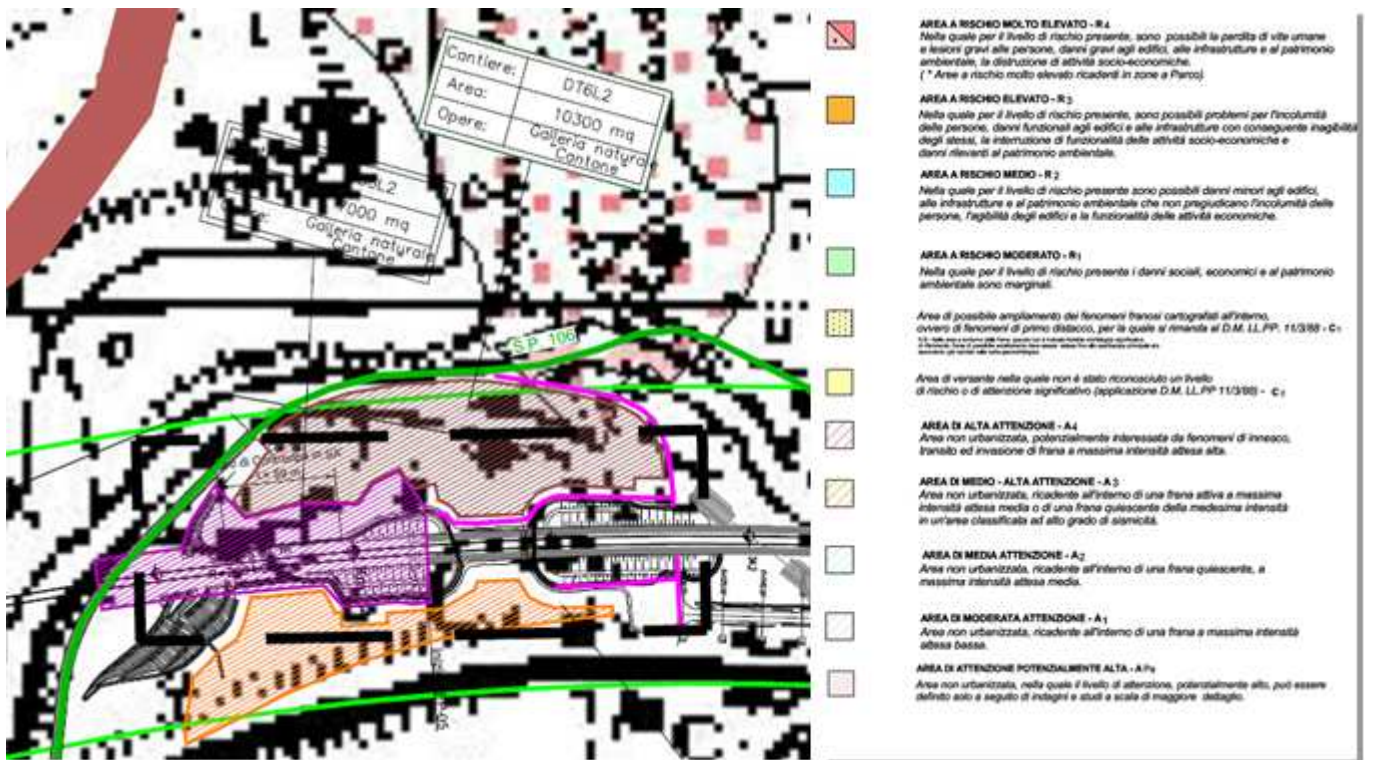 Cantiere: DT6L2
Area: 10300 mq
Opere: Galleria naturale
Cantone
000 mq
Galleria naturale
Cantone
S.P. 106
AREA A RISCHIO MOLTO ELEVATO - R4
Nella quale per il livello di rischio presente, sono possibili la perdita di vite umane
e lesioni gravi alle persone, danni gravi agli edifici, alle infrastrutture e al patrimonio
ambientale, la distruzione di attività socio-economiche.
( * Aree a rischio molto elevato ricadenti in zone a Parco).
AREA A RISCHIO ELEVATO - R3
Nella quale per il livello di rischio presente, sono possibili problemi per l'incolumità
delle persone, danni funzionali agli edifici e alle infrastrutture con conseguente inagibilità
degli stessi, la interruzione di funzionalità delle attività socio-economiche e
danni rilevanti al patrimonio ambientale.
AREA A RISCHIO MEDIO - R2
Nella quale per il livello di rischio presente sono possibili danni minori agli edifici,
alle infrastrutture e al patrimonio ambientale che non pregiudicano l'incolumità delle
persone, l'agibilità degli edifici e la funzionalità delle attività economiche.
AREA A RISCHIO MODERATO - R1
Nella quale per il livello di rischio presente i danni sociali, economici e al patrimonio
ambientale sono marginali.
Area di possibile ampliamento dei fenomeni franosi cartografati all'interno,
ovvero di fenomeni di primo distacco, per la quale si rimanda al D.M. LL.PP. 11/3/88 - C1
Area di versante nella quale non è stato riconosciuto un livello
di rischio o di attenzione significativo (applicazione D.M. LL.PP 11/3/88) -
AREA DI ALTA ATTENZIONE - A4
Area non urbanizzata, potenzialmente interessata da fenomeni di innesco,
transito ed invasione di frana a massima intensità attesa alta.
AREA DI MEDIO - ALTA ATTENZIONE - A3
Area non urbanizzata, ricadente all'interno di una frana attiva a massima
intensità attesa media o di una frana quiescente della medesima intensità
in un'area classificata ad alto grado di sismicità.
AREA DI MEDIA ATTENZIONE - A2
Area non urbanizzata, ricadente all'interno di una frana quiescente, a
massima intensità attesa media.
AREA DI MODERATA ATTENZIONE - A1
Area non urbanizzata, ricadente all'interno di una frana a massima intensità
attesa bassa.
AREA DI ATTENZIONE POTENZIALMENTE ALTA - APa
Area non urbanizzata, nella quale il livello di attenzione, potenzialmente alto, può essere
definito solo a seguito di indagini e studi a scala di maggiore dettaglio.